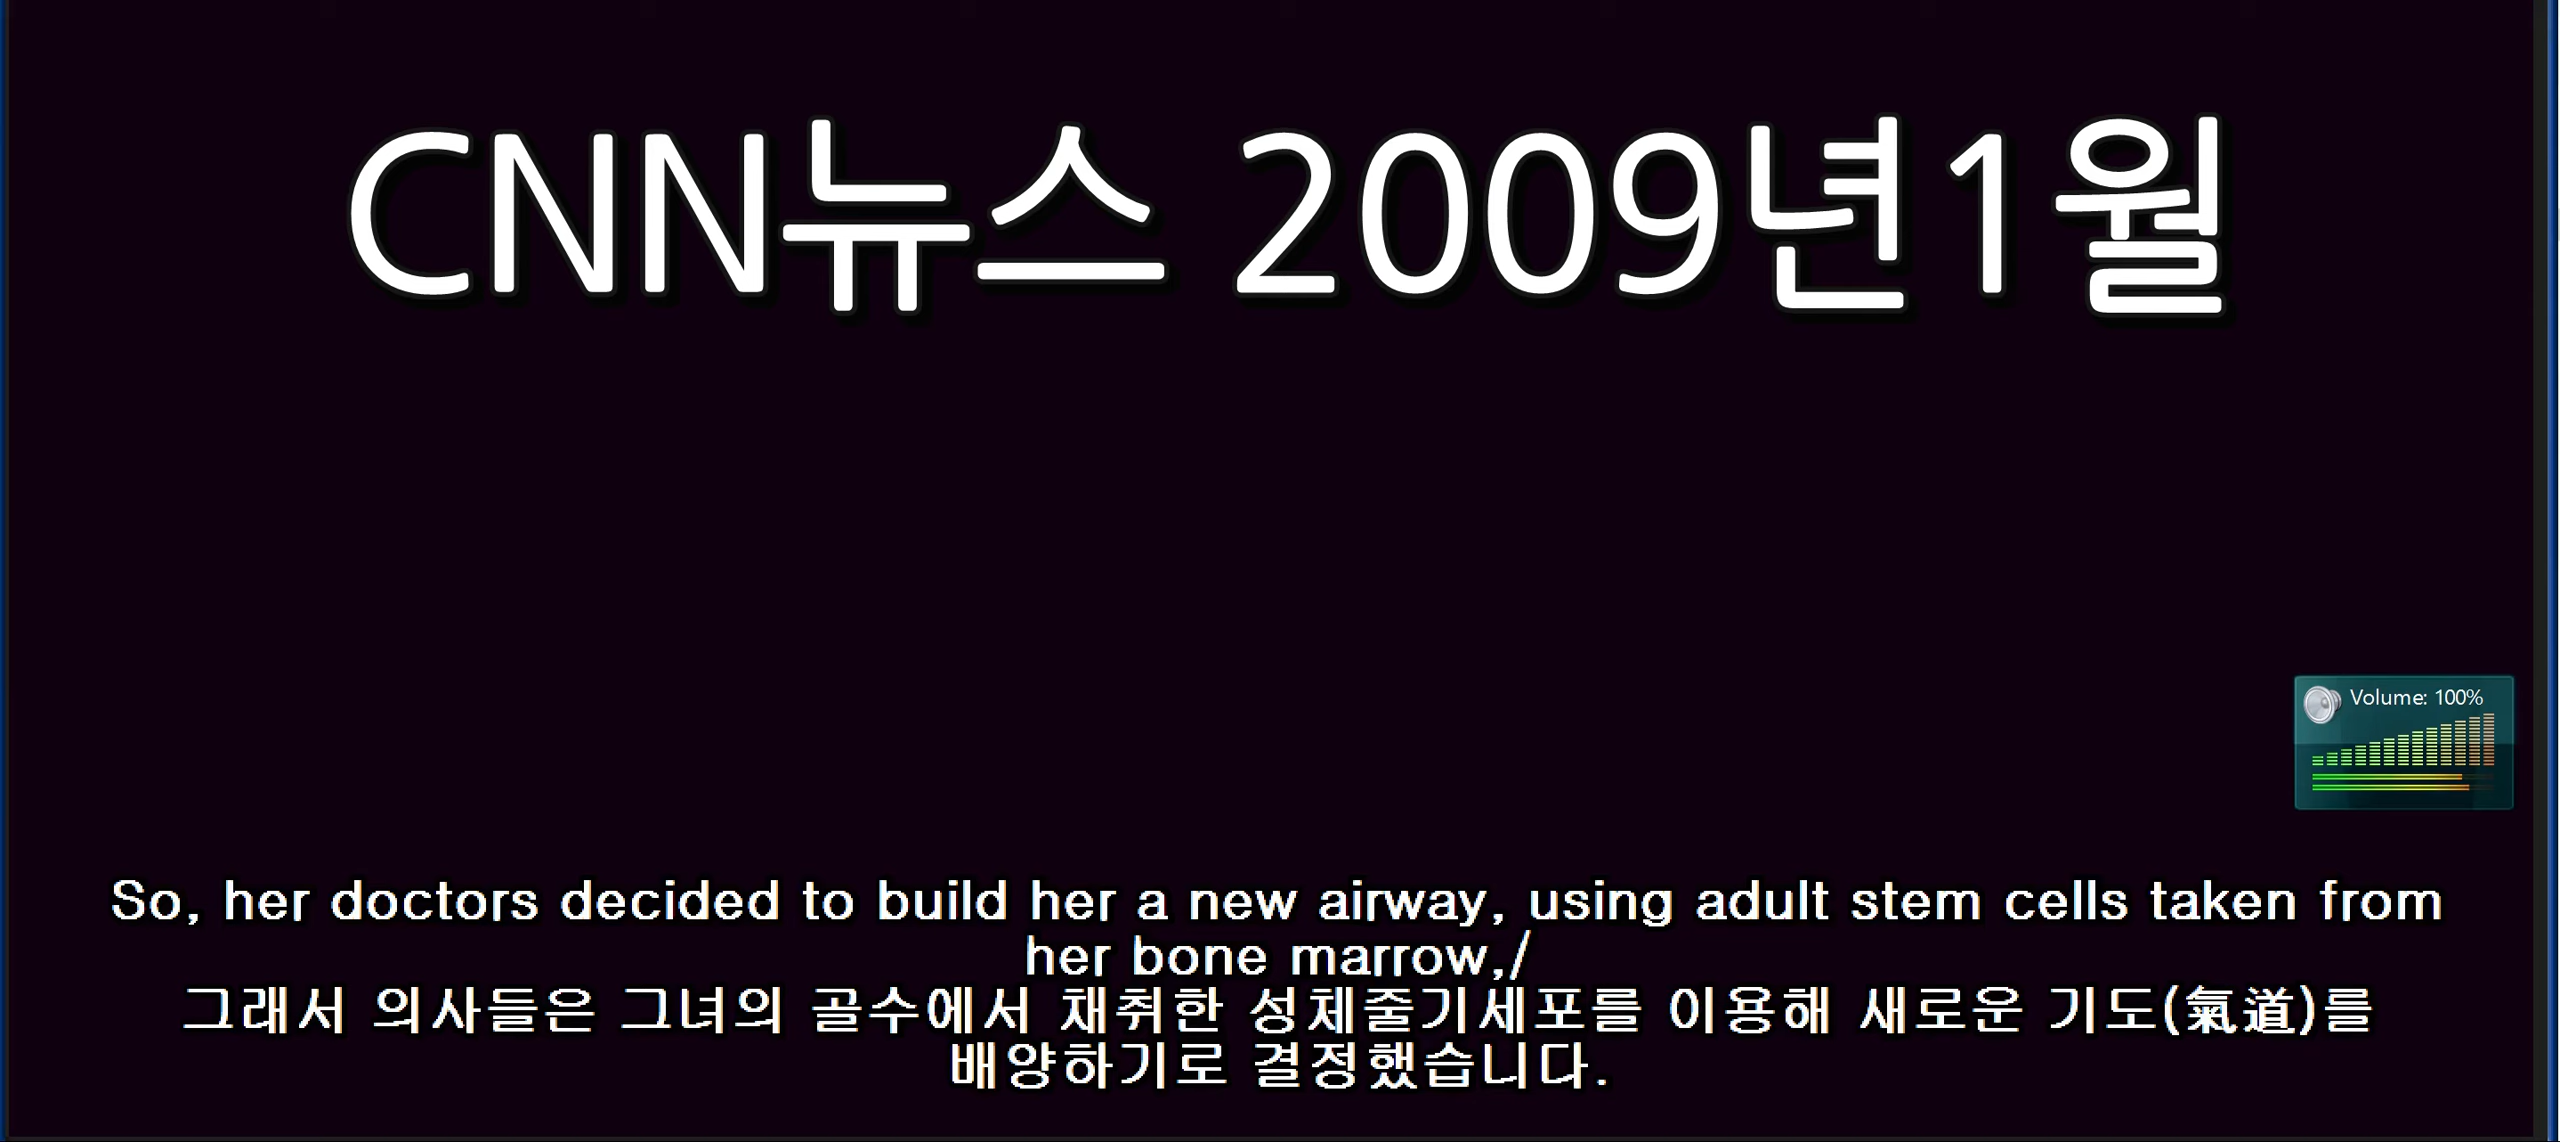 CNN뉴스 2009년1월
Volume: 100%
So, her doctors decided to build her a new airway, using adult stem cells taken from
her bone marrow,/
그래서 의사들은 그녀의 골수에서 채취한 성체줄기세포를 이용해 새로운 기도(氣道)를
배양하기로 결정했습니다.